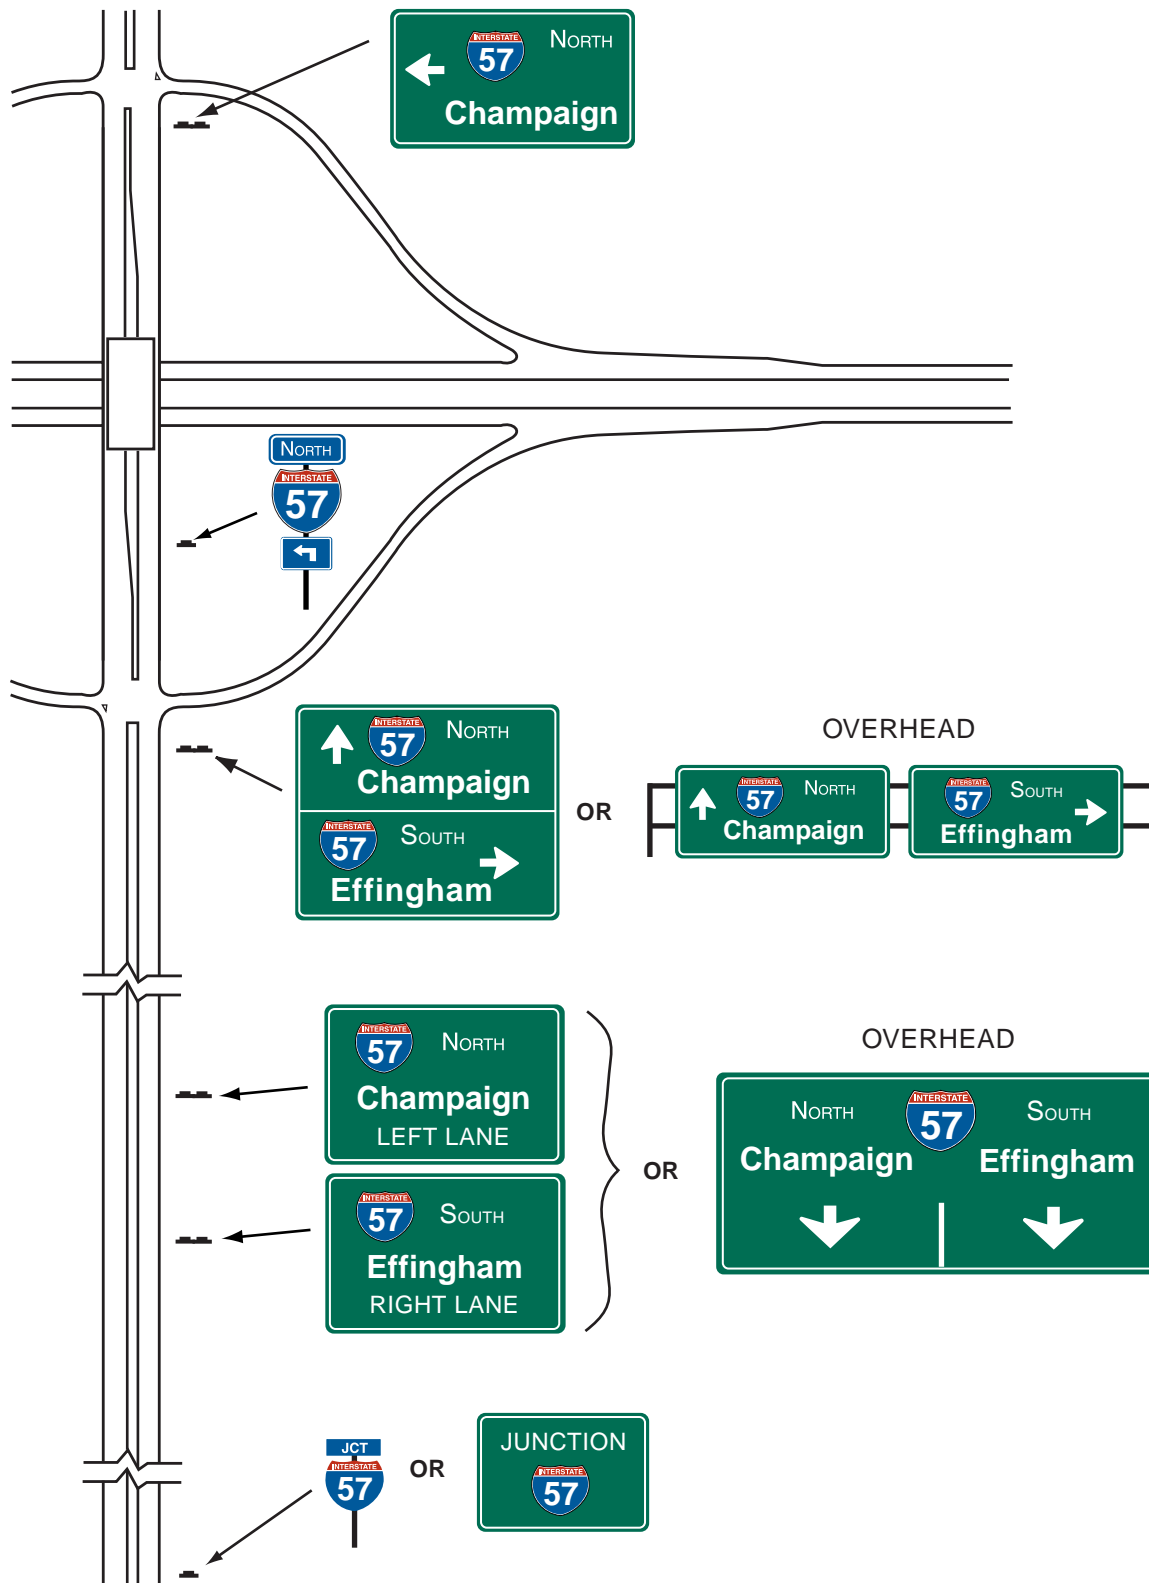 INTERSTATE
57
NORTH
Champaign
NORTH
INTERSTATE
57
INTERSTATE
57
NORTH
Champaign
INTERSTATE
57
SOUTH
Effingham
OR
OVERHEAD
INTERSTATE
57
NORTH
Champaign
INTERSTATE
57
SOUTH
Effingham
INTERSTATE
57
NORTH
Champaign
LEFT LANE
INTERSTATE
57
SOUTH
Effingham
RIGHT LANE
OR
OVERHEAD
NORTH
INTERSTATE
57
SOUTH
Champaign
Effingham
JCT
INTERSTATE
57
OR
JUNCTION
INTERSTATE
57